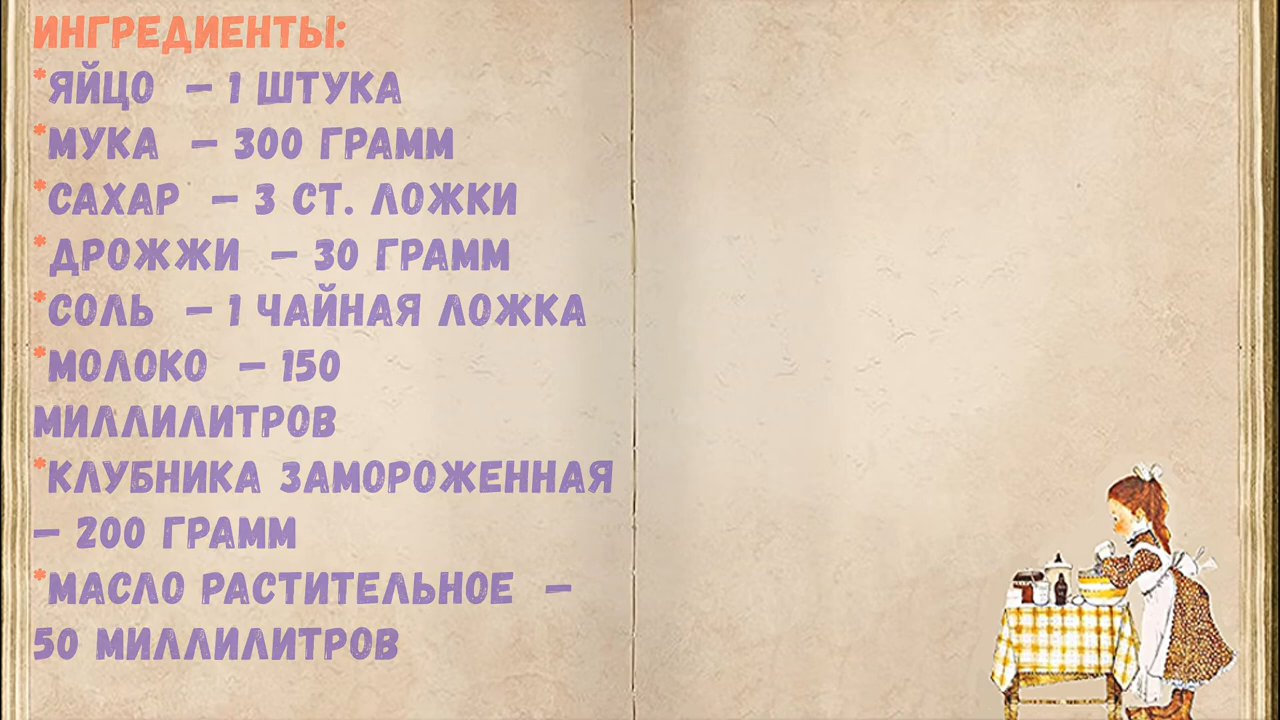 ИНГРЕДИЕНТЫ:
*ЯЙЦО – 1 ШТУКА
*МУКА – 300 ГРАММ
*САХАР – 3 СТ. ЛОЖКИ
*ДРОЖЖИ – 30 ГРАММ
*СОЛЬ – 1 ЧАЙНАЯ ЛОЖКА
*МОЛОКО – 150
МИЛЛИЛИТРОВ
*КЛУБНИКА ЗАМОРОЖЕННАЯ
– 200 ГРАММ
*МАСЛО РАСТИТЕЛЬНОЕ –
50 МИЛЛИЛИТРОВ